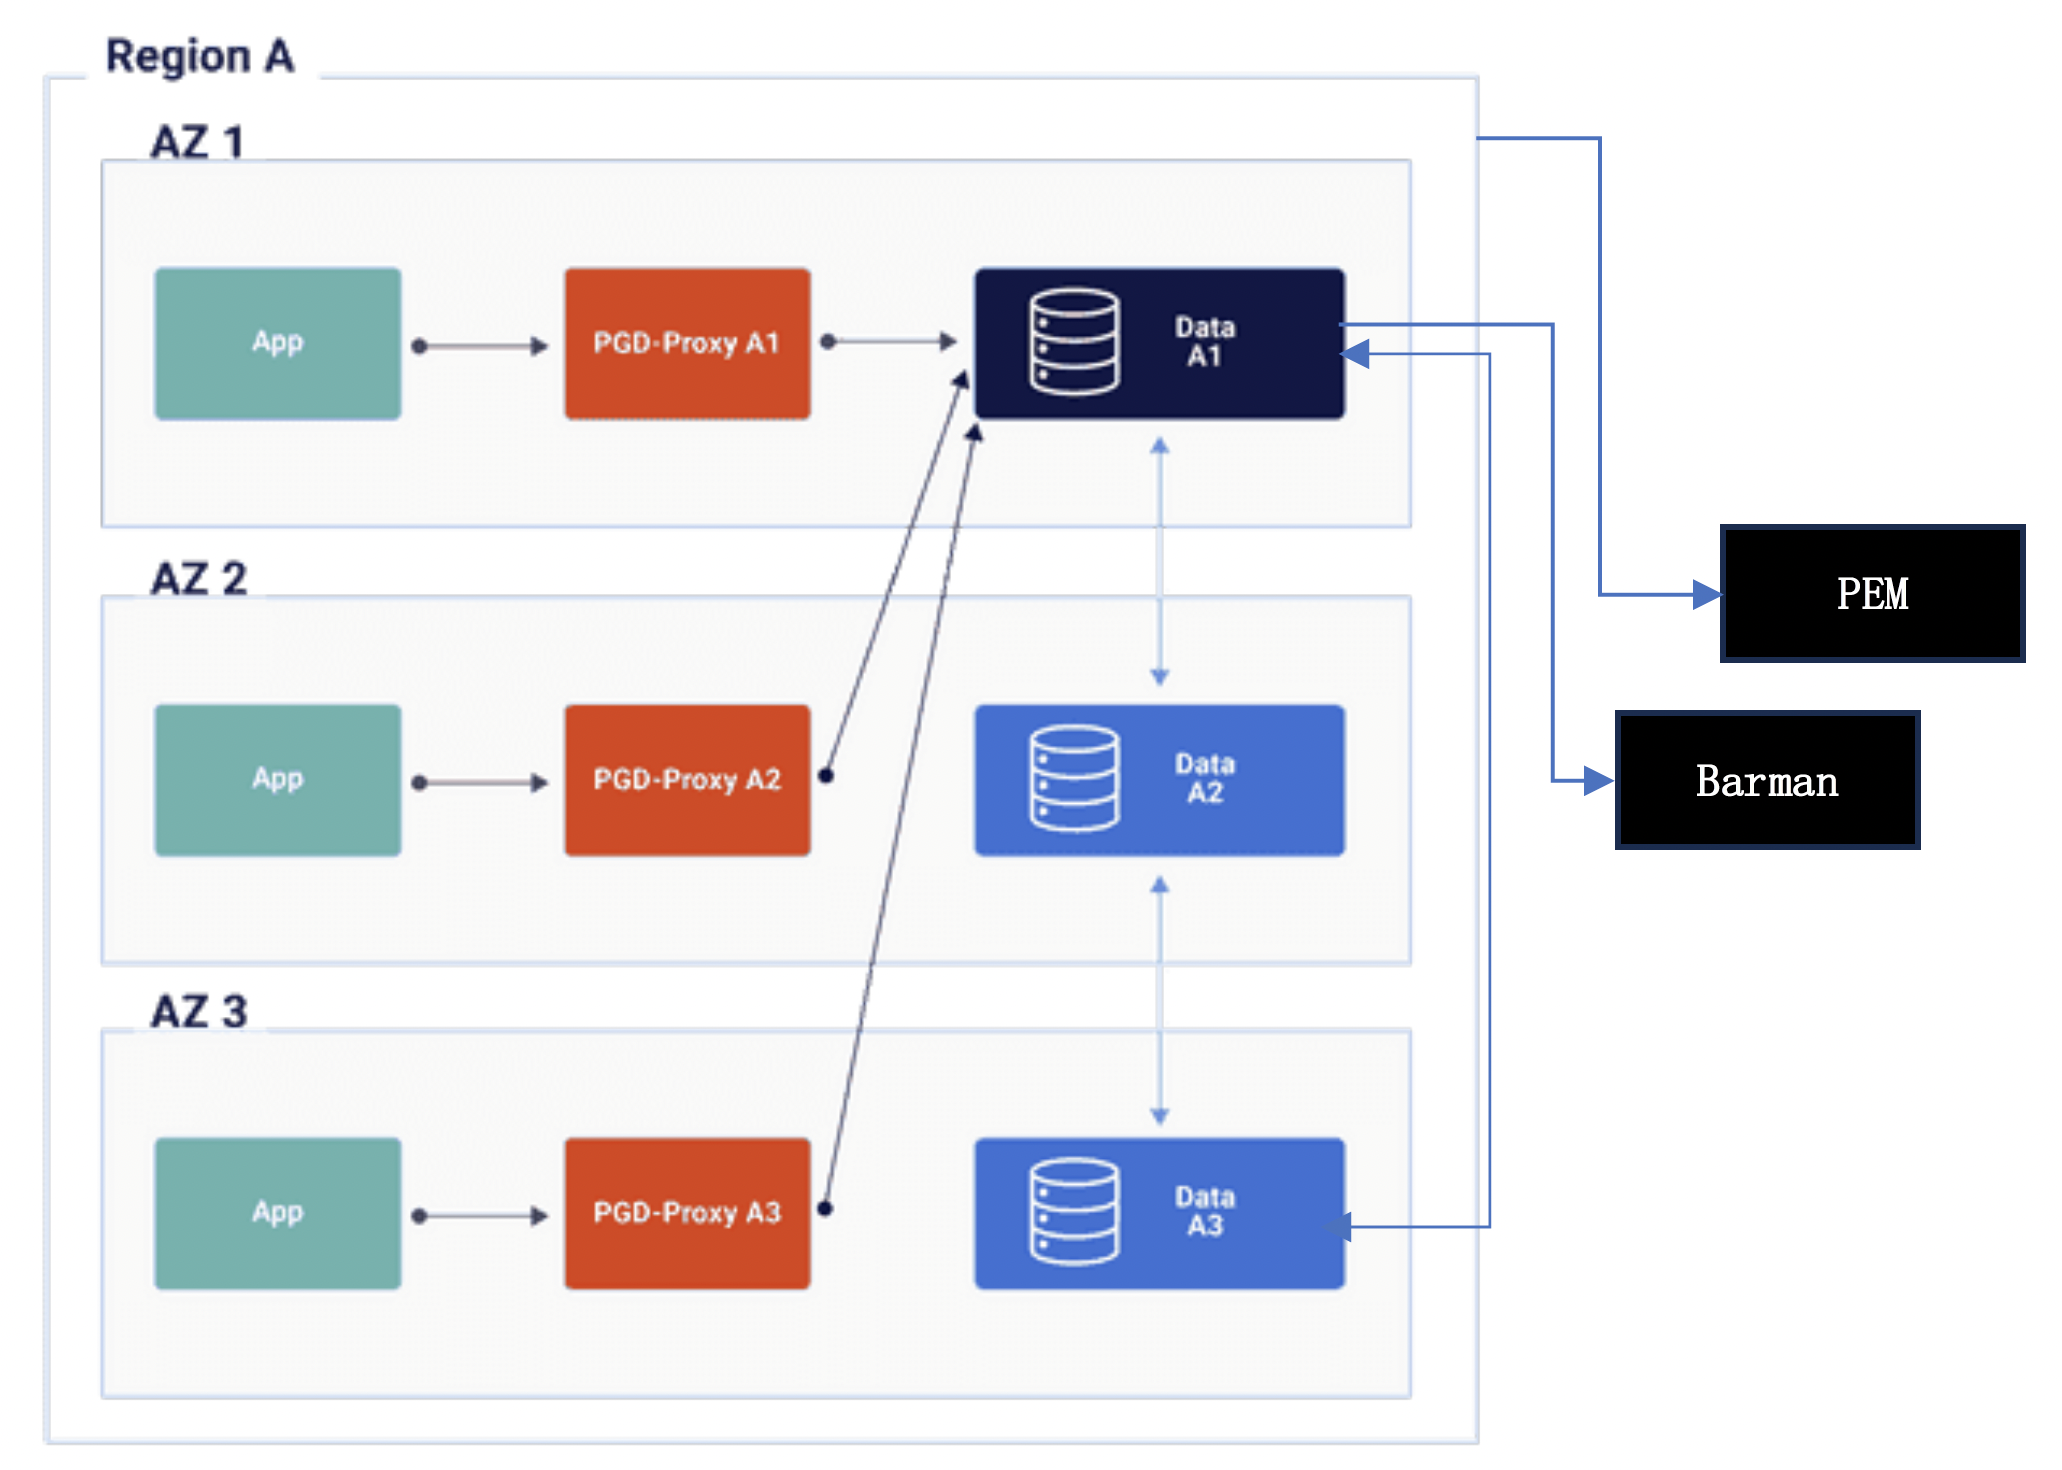 Region A
AZ 1
App
PGD-Proxy A1
Data
A1
AZ 2
App
PGD-Proxy A2
Data
A2
AZ 3
App
PGD-Proxy A3
Data
A3
PEM
Barman